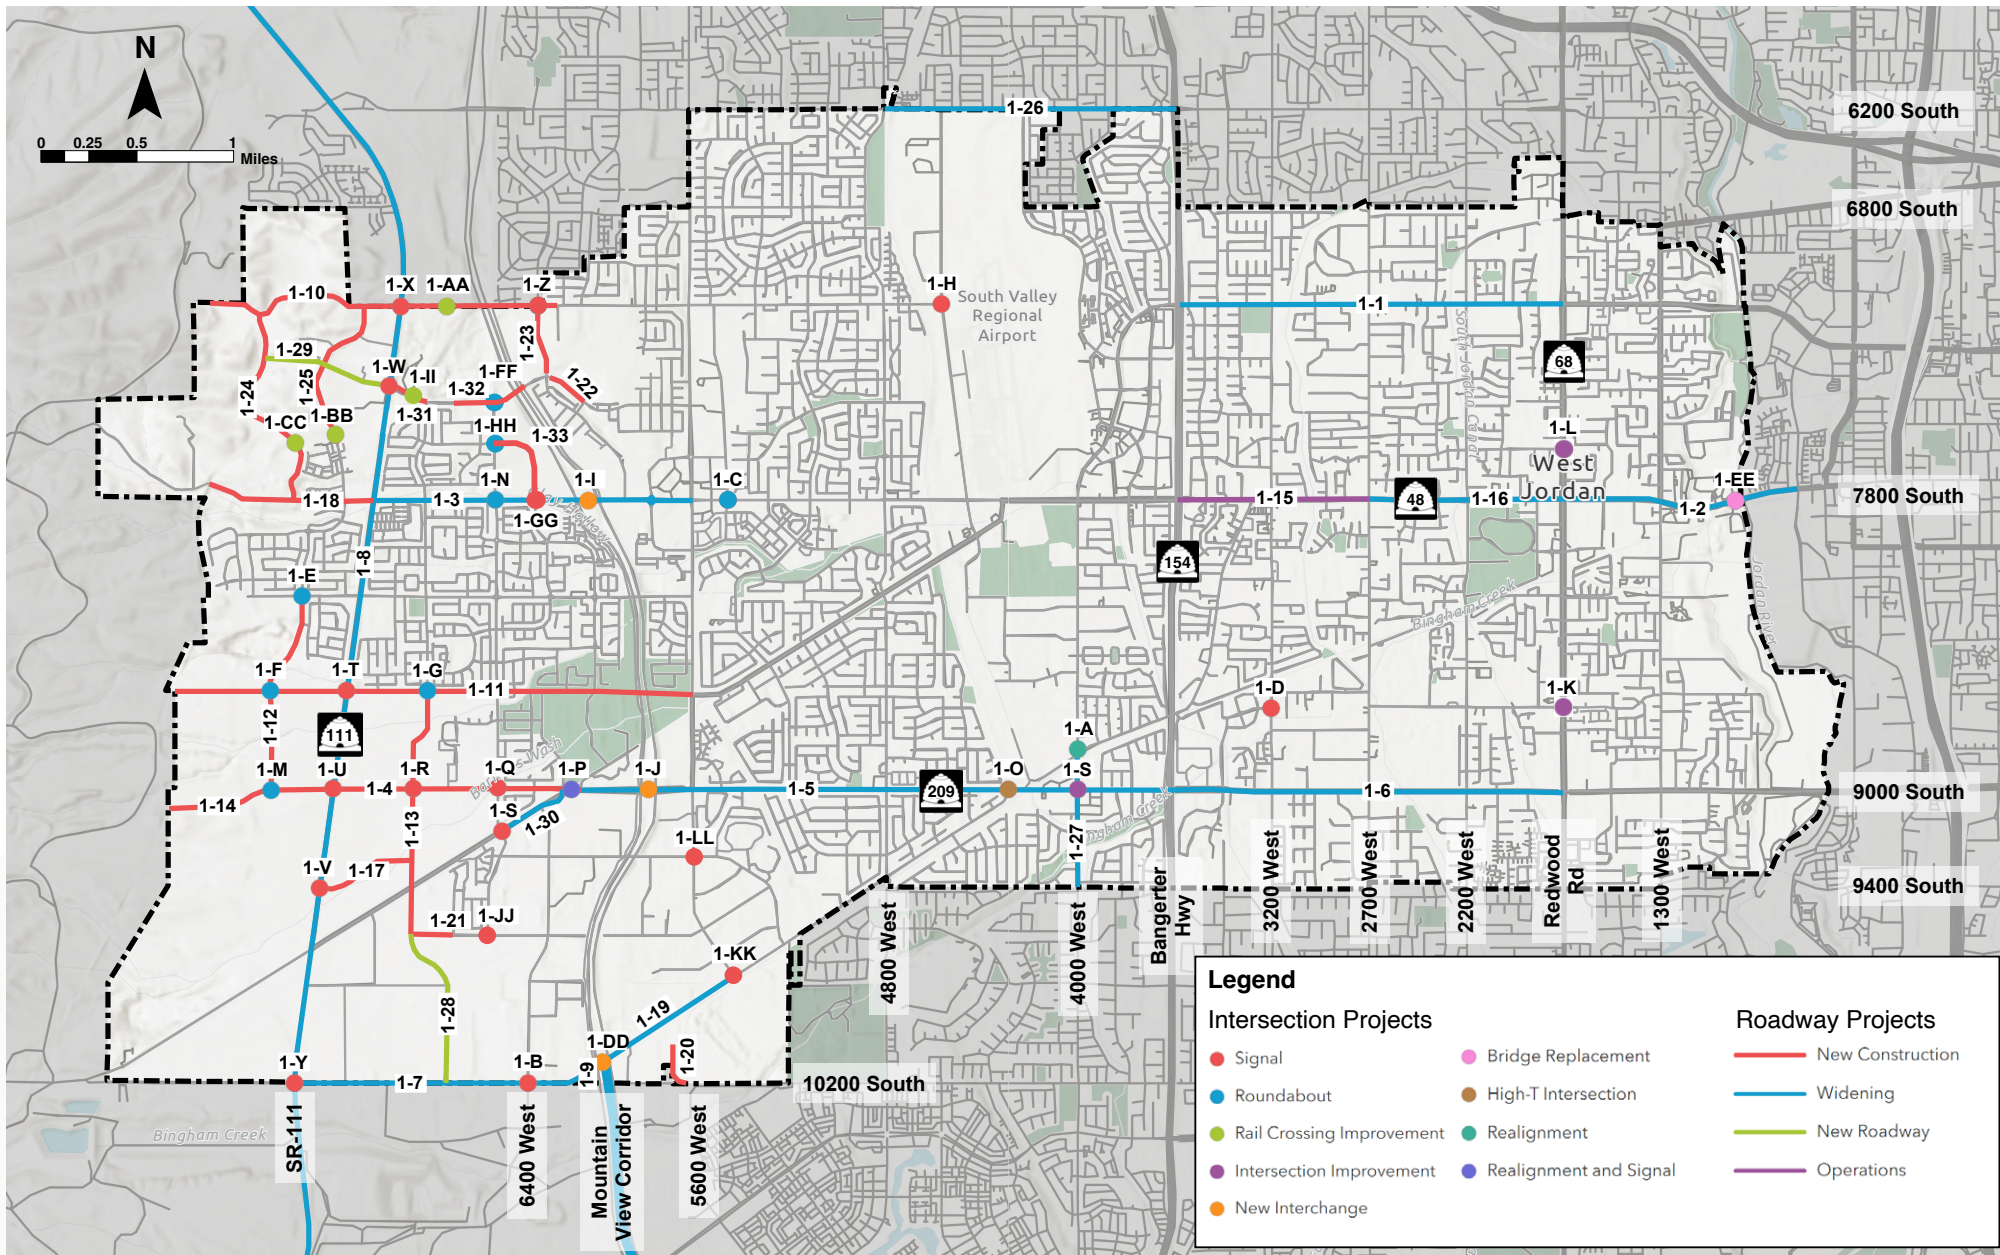 N
0 0.25 0.5 1
Miles
1-26
6200 South
6800 South
1-10
1-X
1-AA
1-Z
1-H
South Valley
Regional
Airport
1-1
1-29
1-23
1-W
1-II
1-FF
1-32
1-22
1-24
1-25
1-31
1-CC
1-BB
1-HH
1-33
South Jordan Canal
68
1-L
West
Jordan
1-N
1-I
1-C
1-18
1-3
1-GG
1-15
48
1-16
1-EE
1-2
7800 South
1-8
154
1-E
Bingham Creek
Jordan River
1-F
1-T
1-G
1-11
1-D
1-K
1-12
111
1-A
1-M
1-U
1-R
1-Q
1-P
1-J
1-O
1-S
1-14
1-4
1-5
209
1-6
9000 South
1-S
1-30
1-13
1-LL
1-27
Bingham Creek
1-V
1-17
9400 South
1-21
1-JJ
4800 West
4000 West
Bangerter
Hwy
3200 West
2700 West
2200 West
Redwood
Rd
1300 West
1-KK
1-28
1-19
1-DD
1-20
1-Y
1-7
1-B
1-9
10200 South
Bingham Creek
SR-111
6400 West
Mountain
View Corridor
5600 West
Legend
Intersection Projects
Signal
Roundabout
Rail Crossing Improvement
Intersection Improvement
New Interchange
Bridge Replacement
High-T Intersection
Realignment
Realignment and Signal
Roadway Projects
New Construction
Widening
New Roadway
Operations